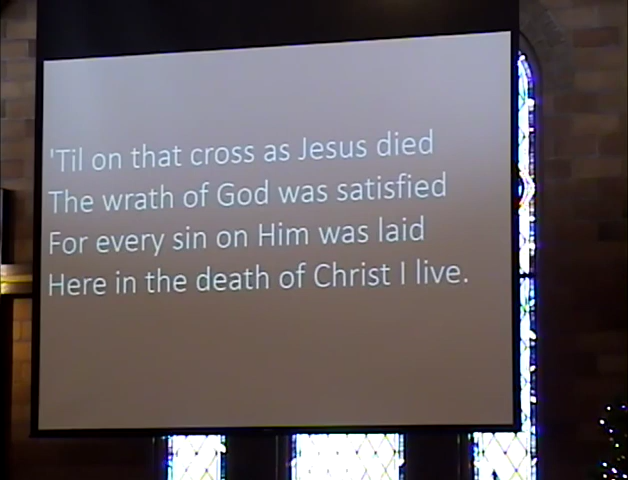 'Til on that cross as Jesus died
The wrath of God was satisfied
For every sin on Him was laid
Here in the death of Christ I live.